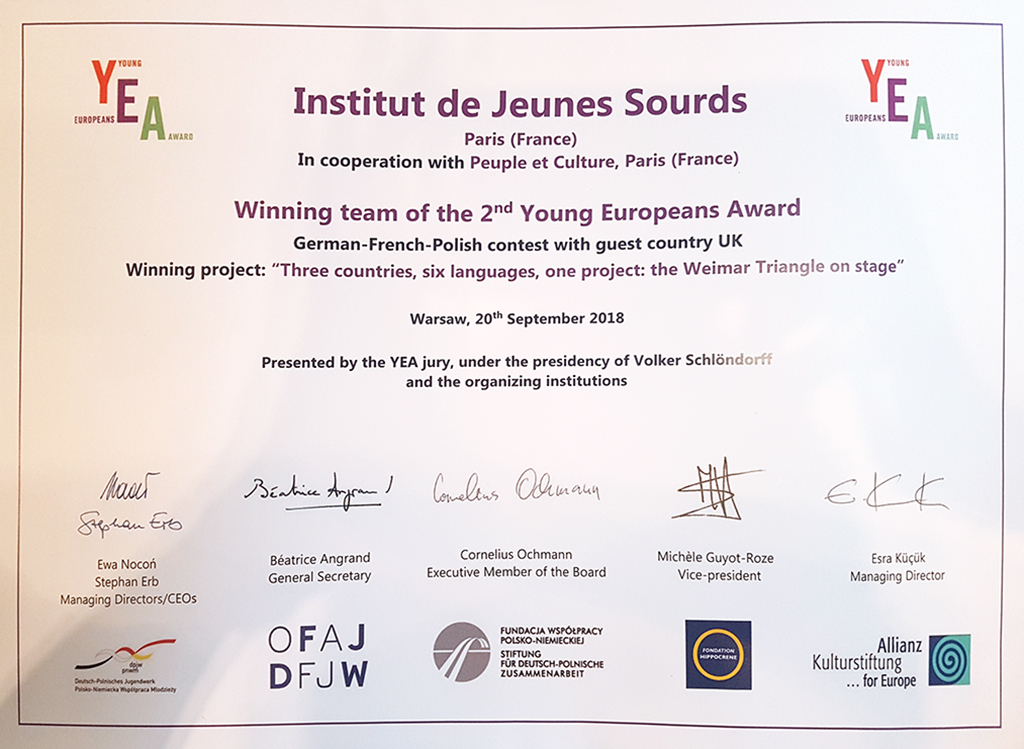 YOUNG
YEA
EUROPEANS
AWARD
YOUNG
YEA
EUROPEANS
AWARD
Institut de Jeunes Sourds
Paris (France)
In cooperation with Peuple et Culture, Paris (France)
Winning team of the 2nd Young Europeans Award
German-French-Polish contest with guest country UK
Winning project: “Three countries, six languages, one project: the Weimar Triangle on stage”
Warsaw, 20th September 2018
Presented by the YEA jury, under the presidency of Volker Schlöndorff
and the organizing institutions
Stephan Erb
Béatrice Angrand
Cornelius Ochmann
Ewa Nocoń
Stephan Erb
Managing Directors/CEOs
Béatrice Angrand
General Secretary
Cornelius Ochmann
Executive Member of the Board
Michèle Guyot-Roze
Vice-president
Esra Küçük
Managing Director
dpjw
pnwm
Deutsch-Polnisches Jugendwerk
Polsko-Niemiecka Współpraca Młodzieży
OFAJ
DFJW
FUNDACJA WSPÓŁPRACY
POLSKO-NIEMIECKIEJ
STIFTUNG
FÜR DEUTSCH-POLNISCHE
ZUSAMMENARBEIT
FONDATION
HIPPOCRENE
Allianz
Kulturstiftung
... for Europe